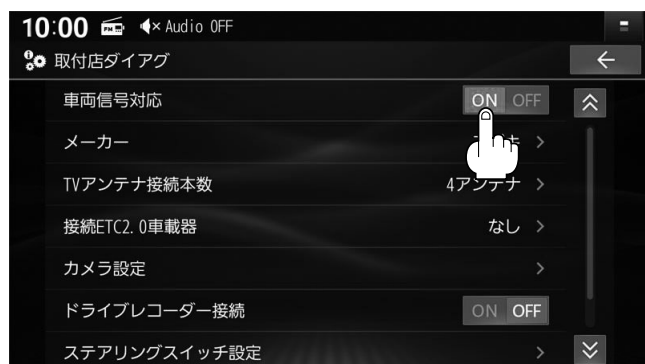 10:00 FM Audio OFF
取付店ダイアグ
車両信号対応 ON OFF
メーカー
TVアンテナ接続本数 4アンテナ
接続ETC2.0車載器 なし
カメラ設定
ドライブレコーダー接続 ON OFF
ステアリングスイッチ設定